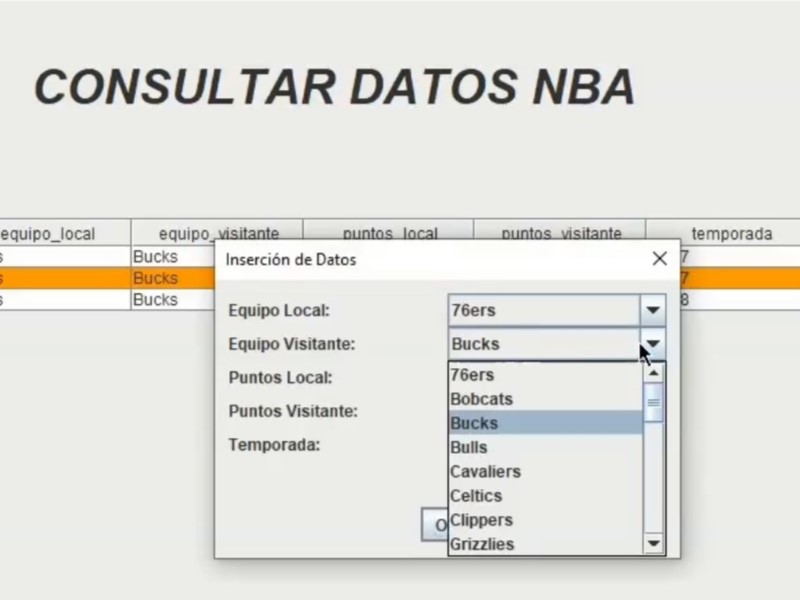 CONSULTAR DATOS NBA
equipo_local equipo_visitante puntos_local puntos_visitante temporada
s Bucks 7
s Bucks 7
s Bucks 8
Inserción de Datos
Equipo Local: 76ers
Equipo Visitante: Bucks
Puntos Local:
Puntos Visitante:
Temporada:
76ers
Bobcats
Bucks
Bulls
Cavaliers
Celtics
Clippers
Grizzlies
O